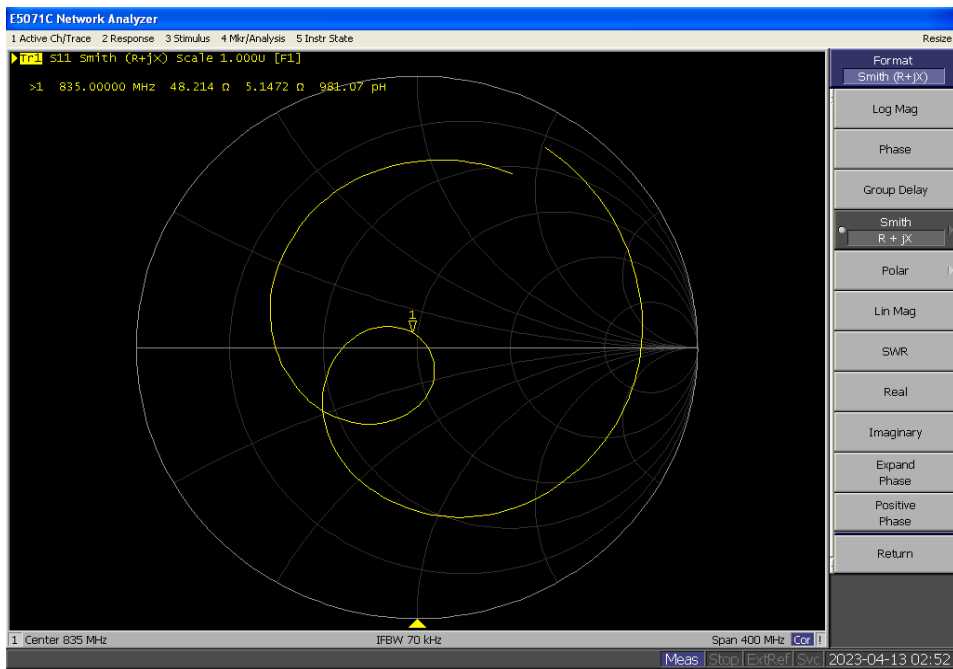 E5071C Network Analyzer
1 Active Ch/Trace 2 Response 3 Stimulus 4 Mkr/Analysis 5 Instr State
Resize
Tr1 S11 Smith (R+jX) Scale 1.000U [F1]
>1 835.00000 MHz 48.214 Ω 5.1472 Ω 981.07 pH
1
Format
Smith (R+jX)
Log Mag
Phase
Group Delay
Smith
R + jX
Polar
Lin Mag
SWR
Real
Imaginary
Expand
Phase
Positive
Phase
Return
1 Center 835 MHz
IFBW 70 kHz
Span 400 MHz Cor !
Meas Stop ExtRef Svc 2023-04-13 02:52